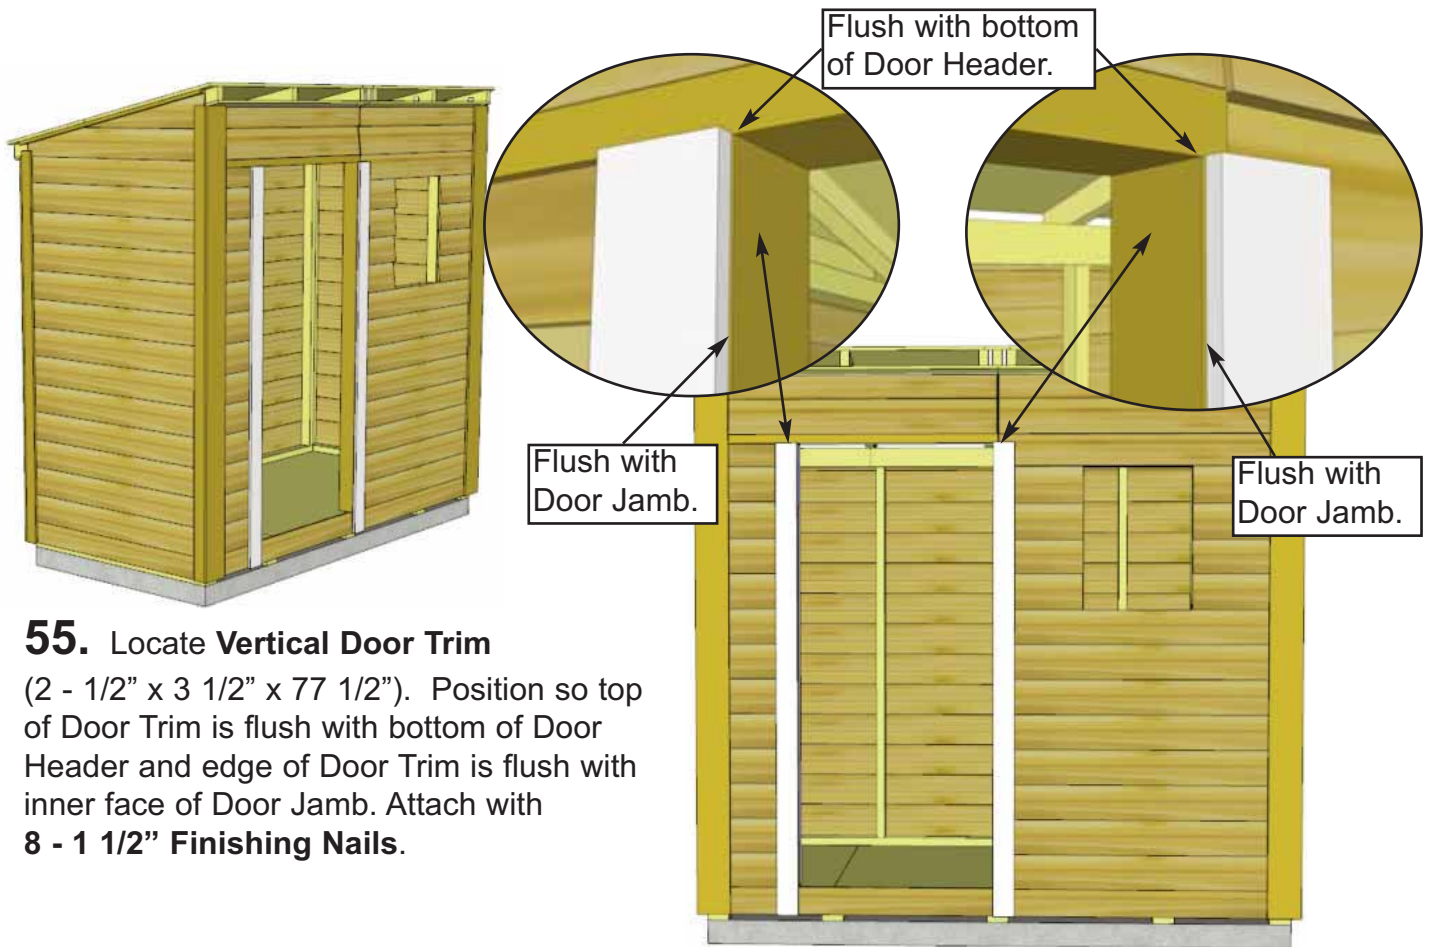 Flush with bottom
of Door Header.
Flush with
Door Jamb.
Flush with
Door Jamb.
55. Locate Vertical Door Trim
(2 - 1/2” x 3 1/2” x 77 1/2”). Position so top
of Door Trim is flush with bottom of Door
Header and edge of Door Trim is flush with
inner face of Door Jamb. Attach with
8 - 1 1/2” Finishing Nails.